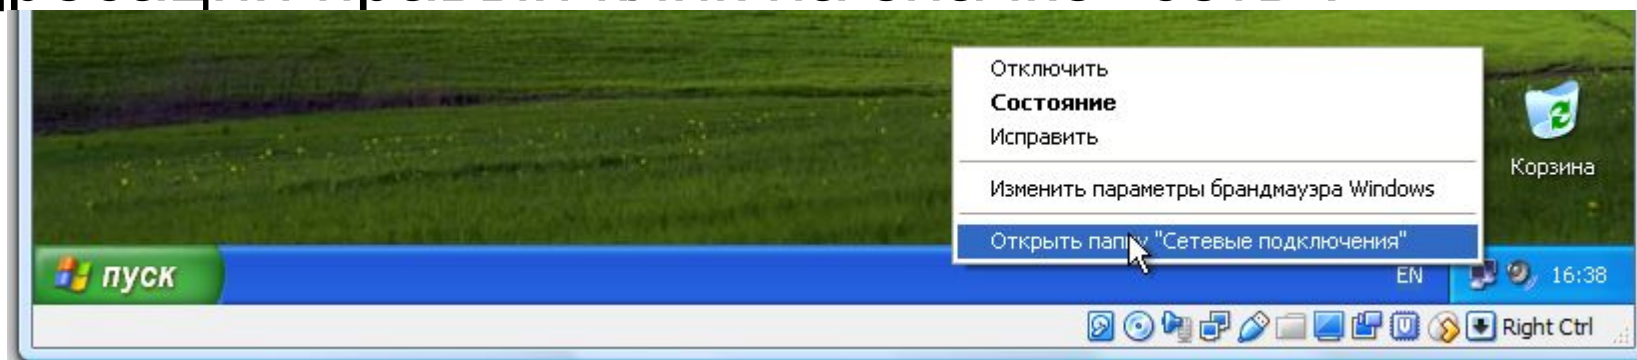 Отключить
Состояние
Исправить
Изменить параметры брандмауэра Windows
Корзина
Открыть папку "Сетевые подключения"
пуск
EN
16:38
Right Ctrl